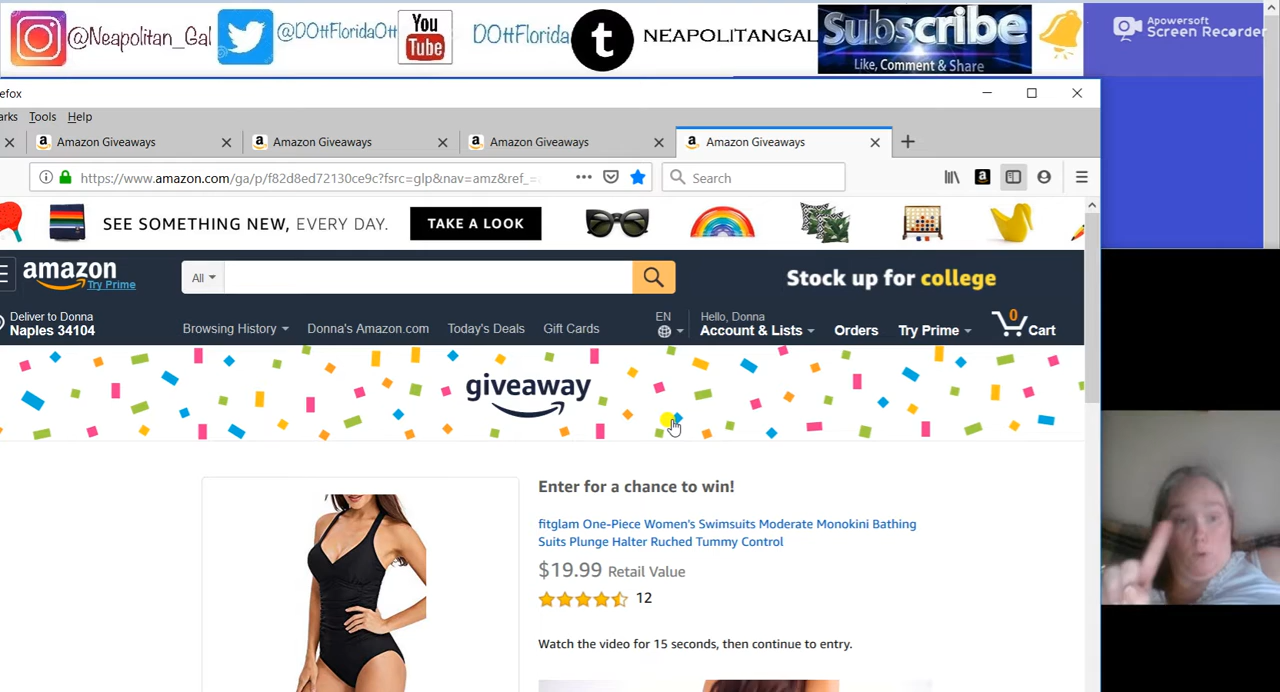 @Neapolitan_Gal
@DOttFloridaOtt
You
Tube
DOttFlorida
t
NEAPOLITANGAL
Subscribe
Like, Comment & Share
Apowersoft
Screen Recorder
efox
arks Tools Help
Amazon Giveaways
Amazon Giveaways
Amazon Giveaways
Amazon Giveaways
https://www.amazon.com/ga/p/f82d8ed72130ce9c?fsrc=glp&nav=amz&ref_=
Search
SEE SOMETHING NEW, EVERY DAY.
TAKE A LOOK
amazon
Try Prime
All
Stock up for college
Deliver to Donna
Naples 34104
Browsing History
Donna's Amazon.com
Today's Deals
Gift Cards
EN
Hello, Donna
Account & Lists
Orders
Try Prime
0
Cart
giveaway
Enter for a chance to win!
fitglam One-Piece Women's Swimsuits Moderate Monokini Bathing
Suits Plunge Halter Ruched Tummy Control
$19.99 Retail Value
12
Watch the video for 15 seconds, then continue to entry.